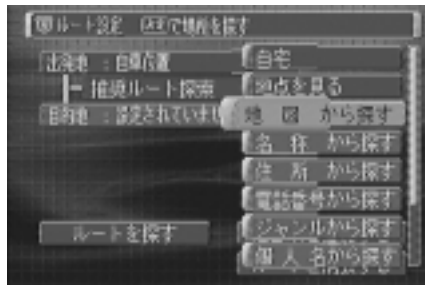 ルート設定 で場所を探す
出発地 : 自車位置
推奨ルート探索
目的地 : 設定されていません
自宅
地点を見る
地図 から探す
名称 から探す
住所 から探す
電話番号から探す
ジャンルから探す
個人名から探す
ルートを探す